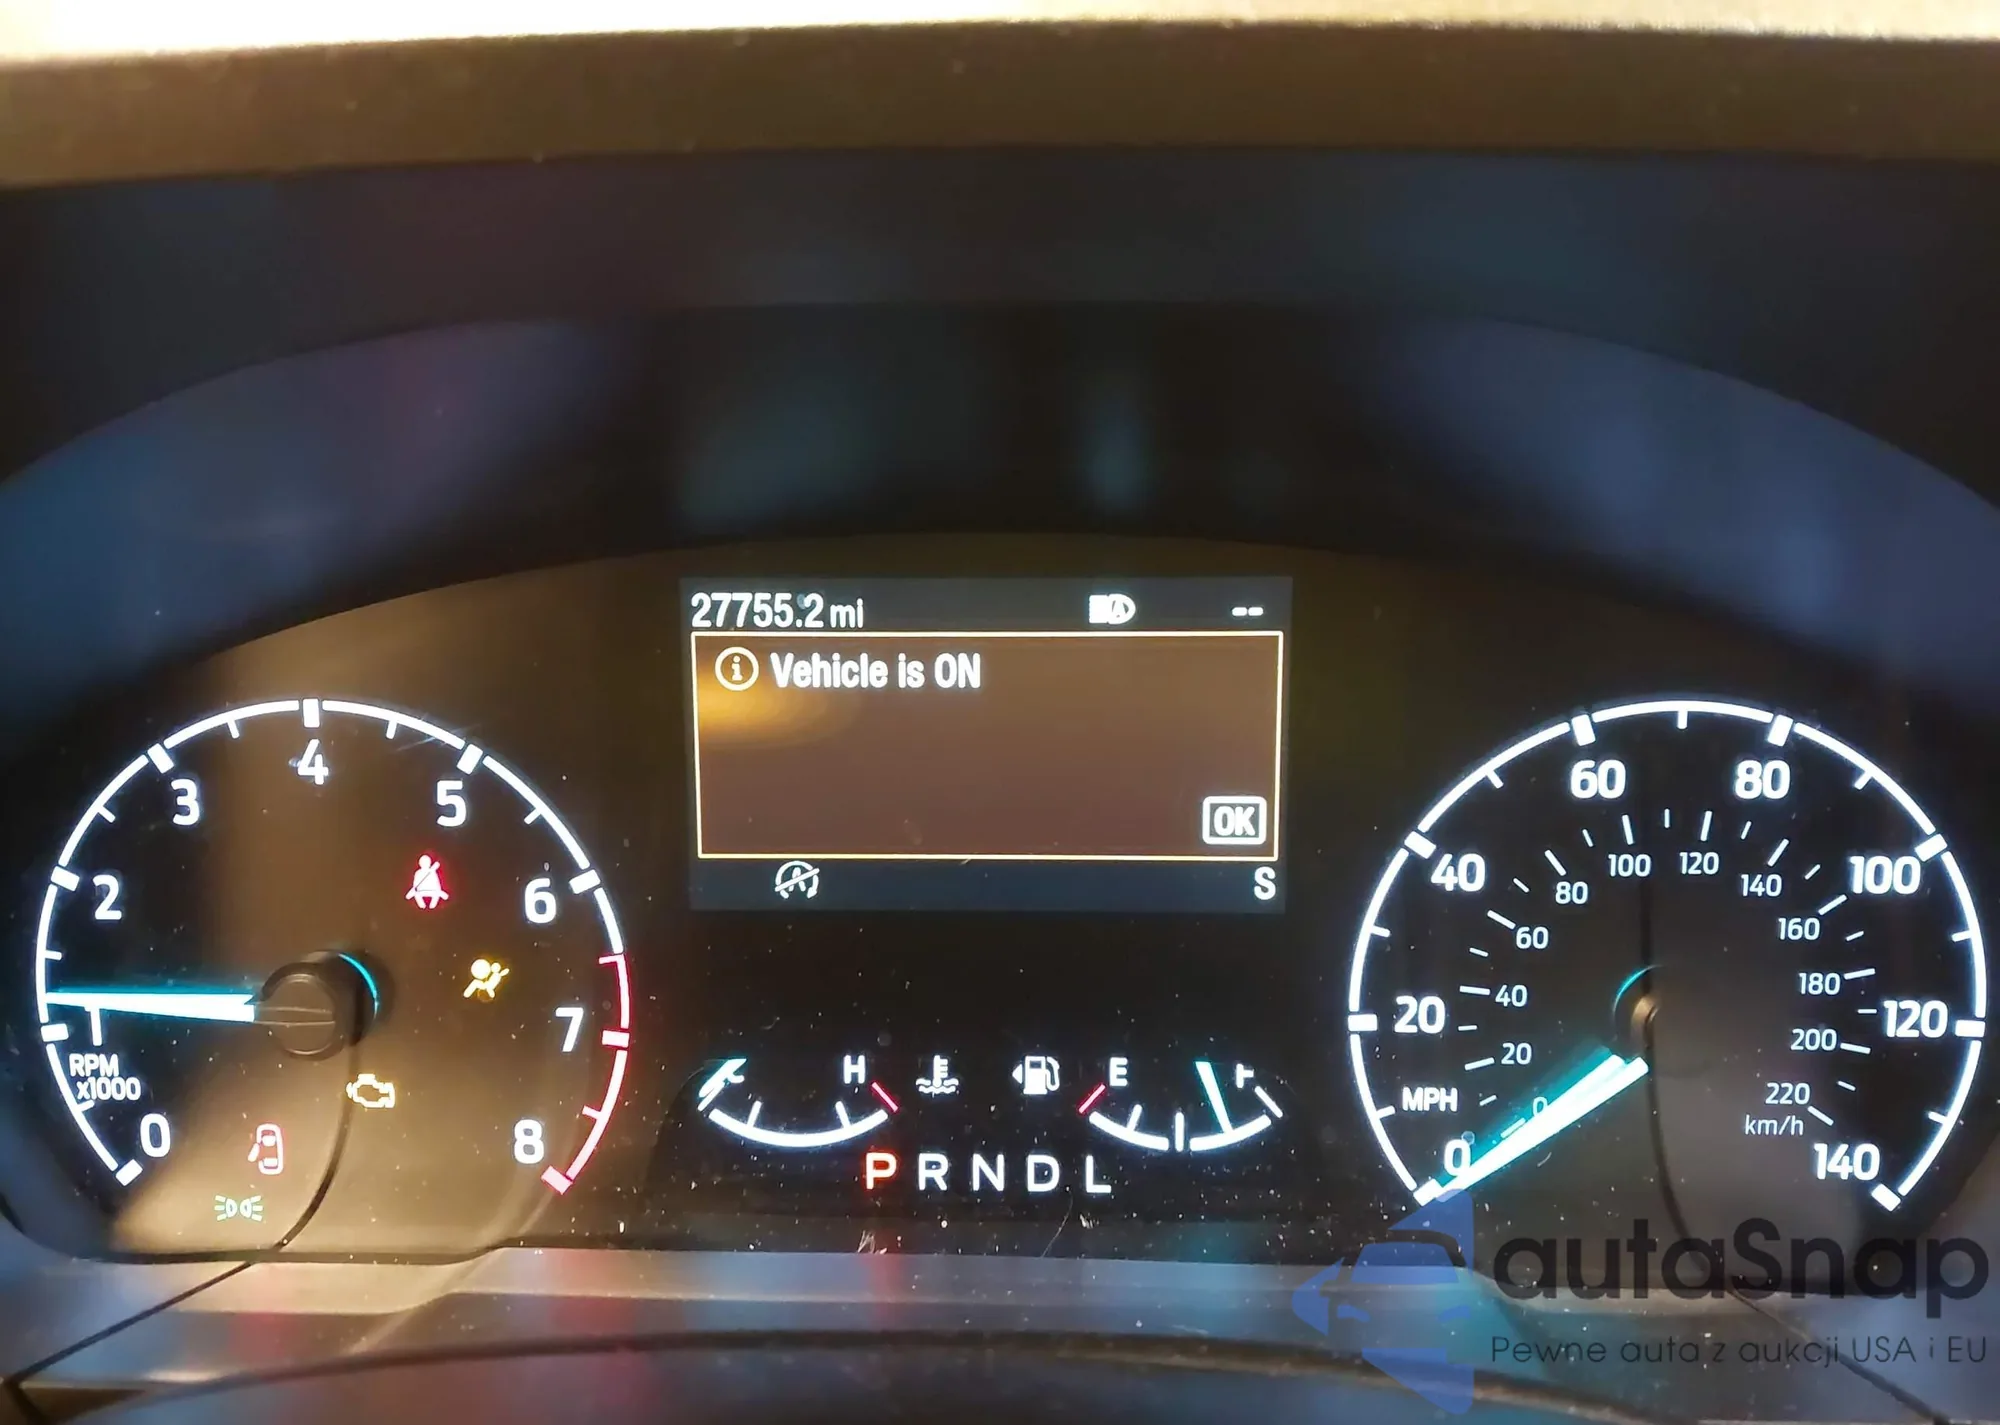 27755.2 mi
--
i Vehicle is ON
OK
S
0
1
2
3
4
5
6
7
8
RPM
x1000
H
E
P R N D L
0
20
40
60
80
100
120
140
MPH
0
20
40
60
80
100
120
140
160
180
200
220
km/h
autaSnap
Pewne auta z aukcji USA i EU